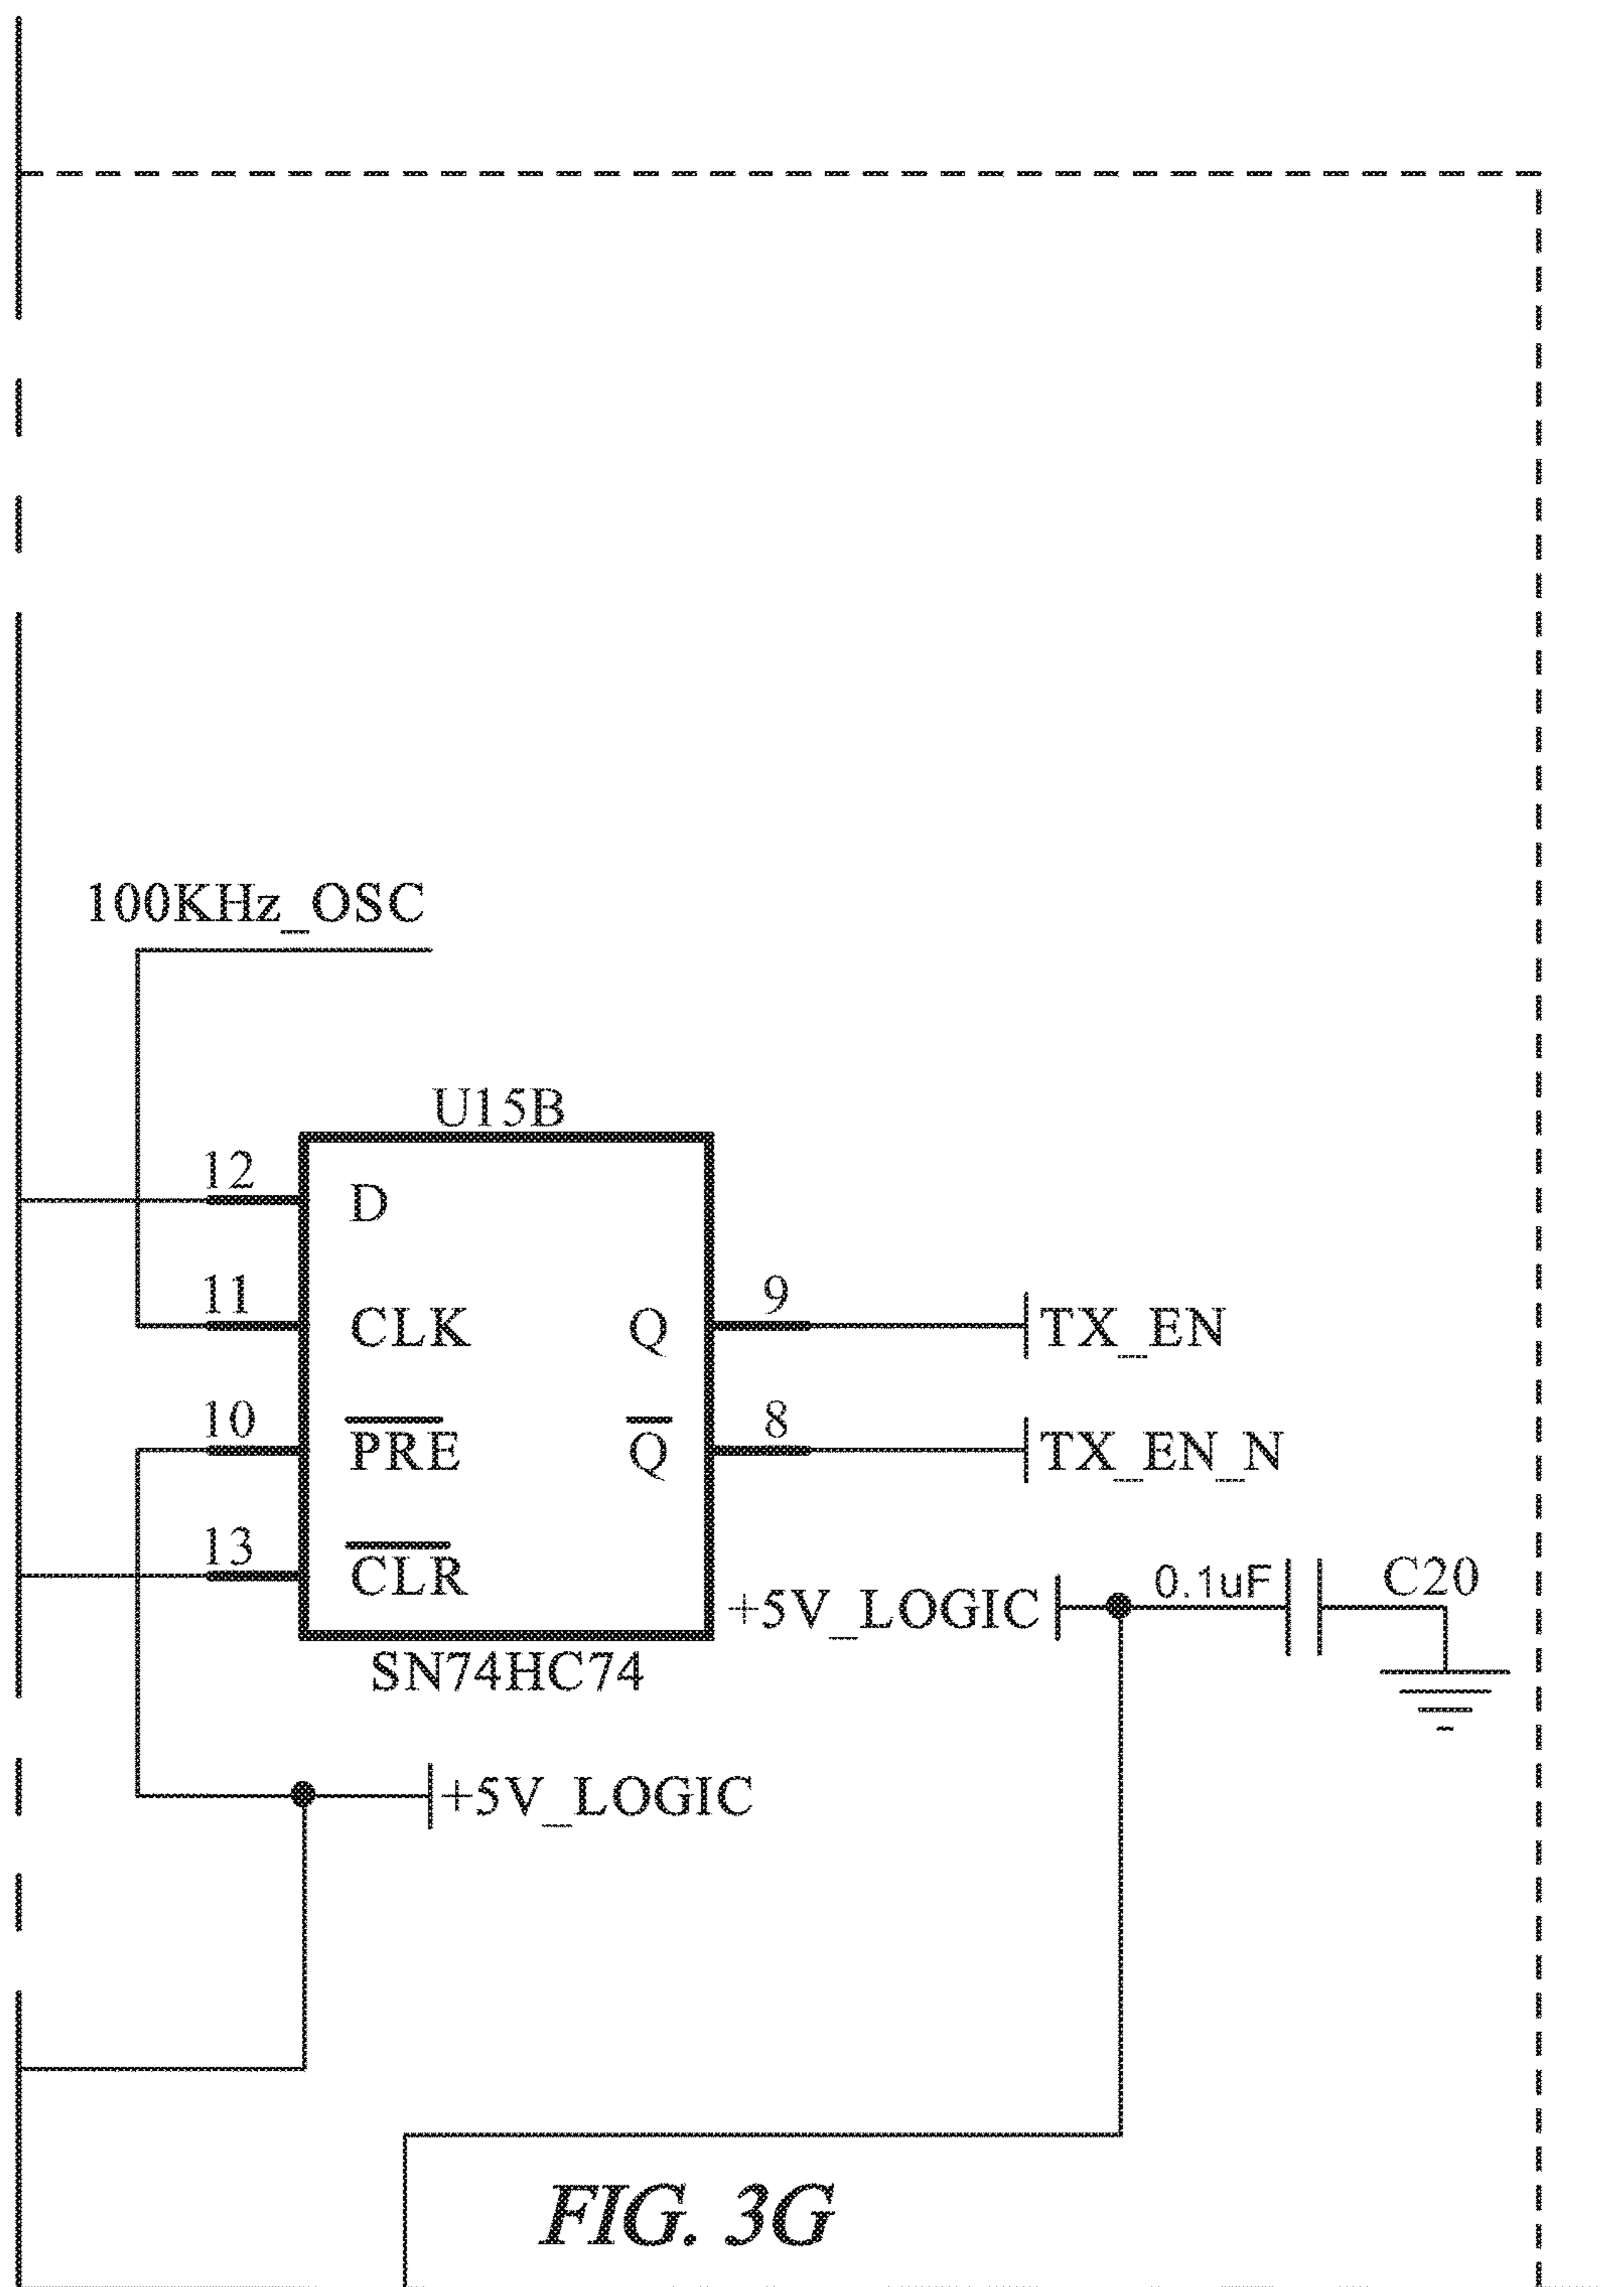 100KHz_OSC
U15B
12
D
11
CLK
Q
9
TX_EN
10
PRE
Q
8
TX_EN_N
13
CLR
+5V_LOGIC
0.1uF
C20
SN74HC74
+5V_LOGIC
FIG. 3G